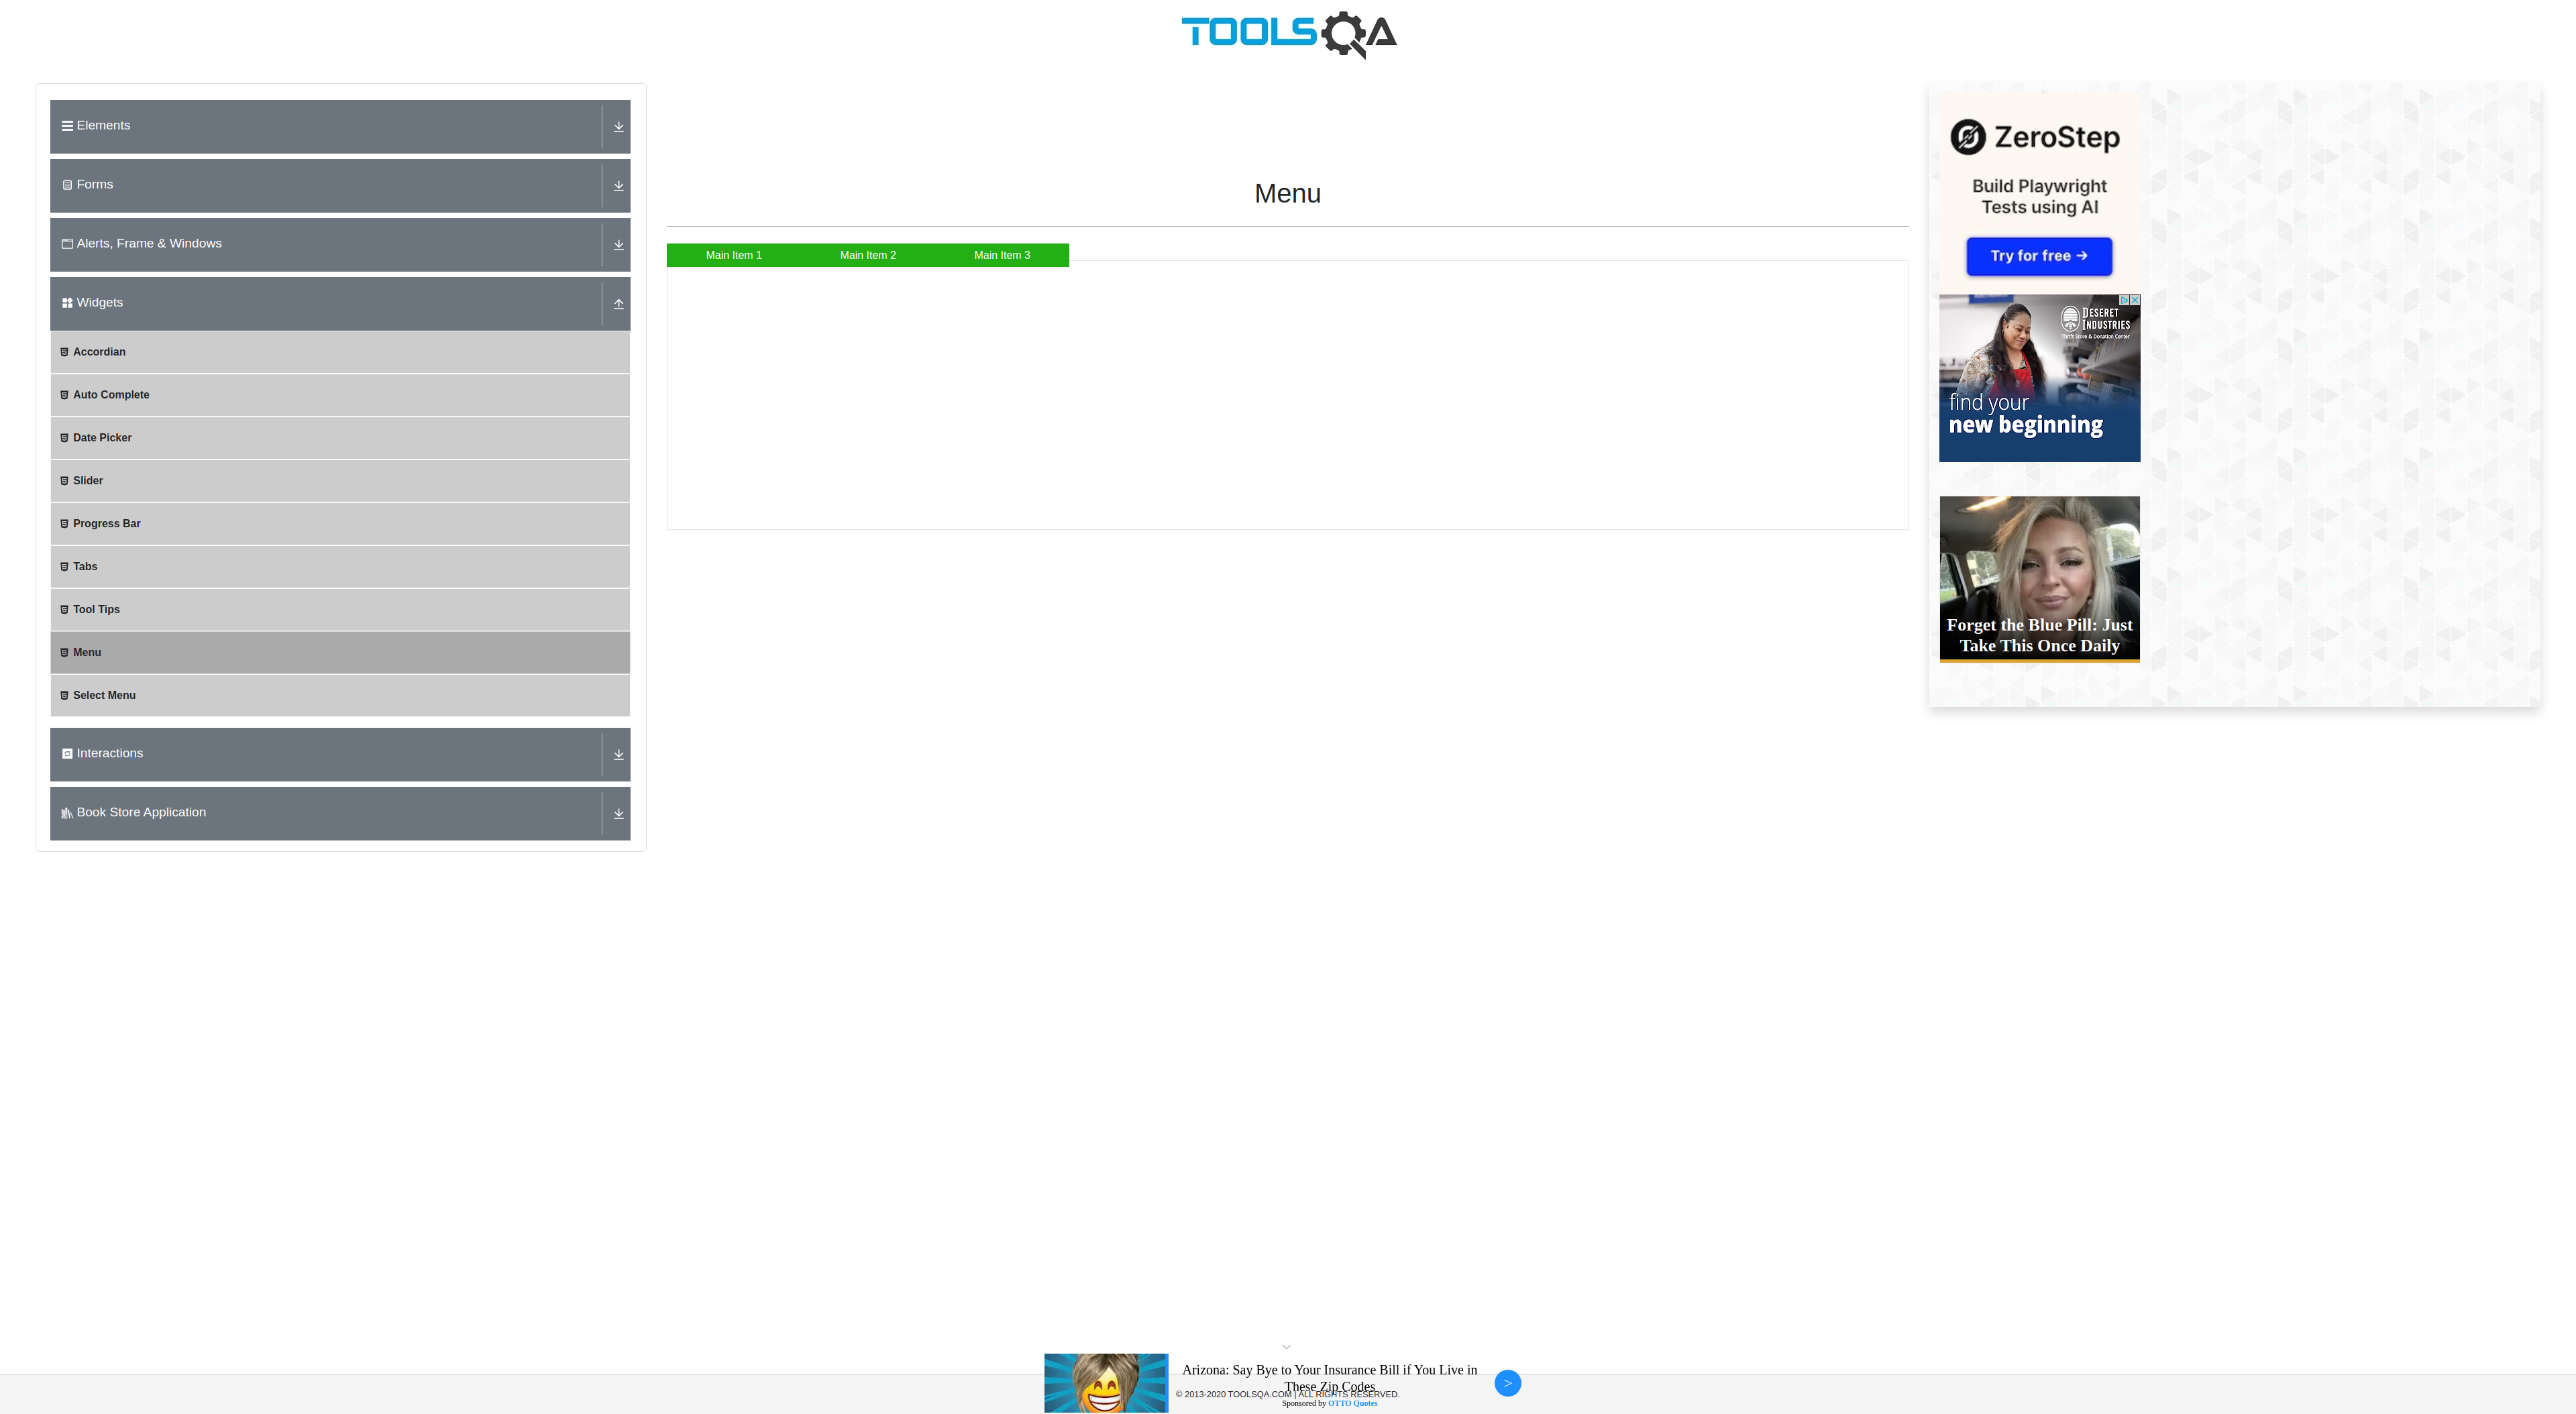 TOOLSQA
Elements
Forms
Alerts, Frame & Windows
Widgets
Accordian
Auto Complete
Date Picker
Slider
Progress Bar
Tabs
Tool Tips
Menu
Select Menu
Interactions
Book Store Application
Menu
Main Item 1
Main Item 2
Main Item 3
ZeroStep
Build Playwright
Tests using AI
Try for free →
DESERET
INDUSTRIES
Thrift Store & Donation Center
find your
new beginning
Forget the Blue Pill: Just
Take This Once Daily
Arizona: Say Bye to Your Insurance Bill if You Live in
These Zip Codes
© 2013-2020 TOOLSQA.COM | ALL RIGHTS RESERVED.
Sponsored by OTTO Quotes